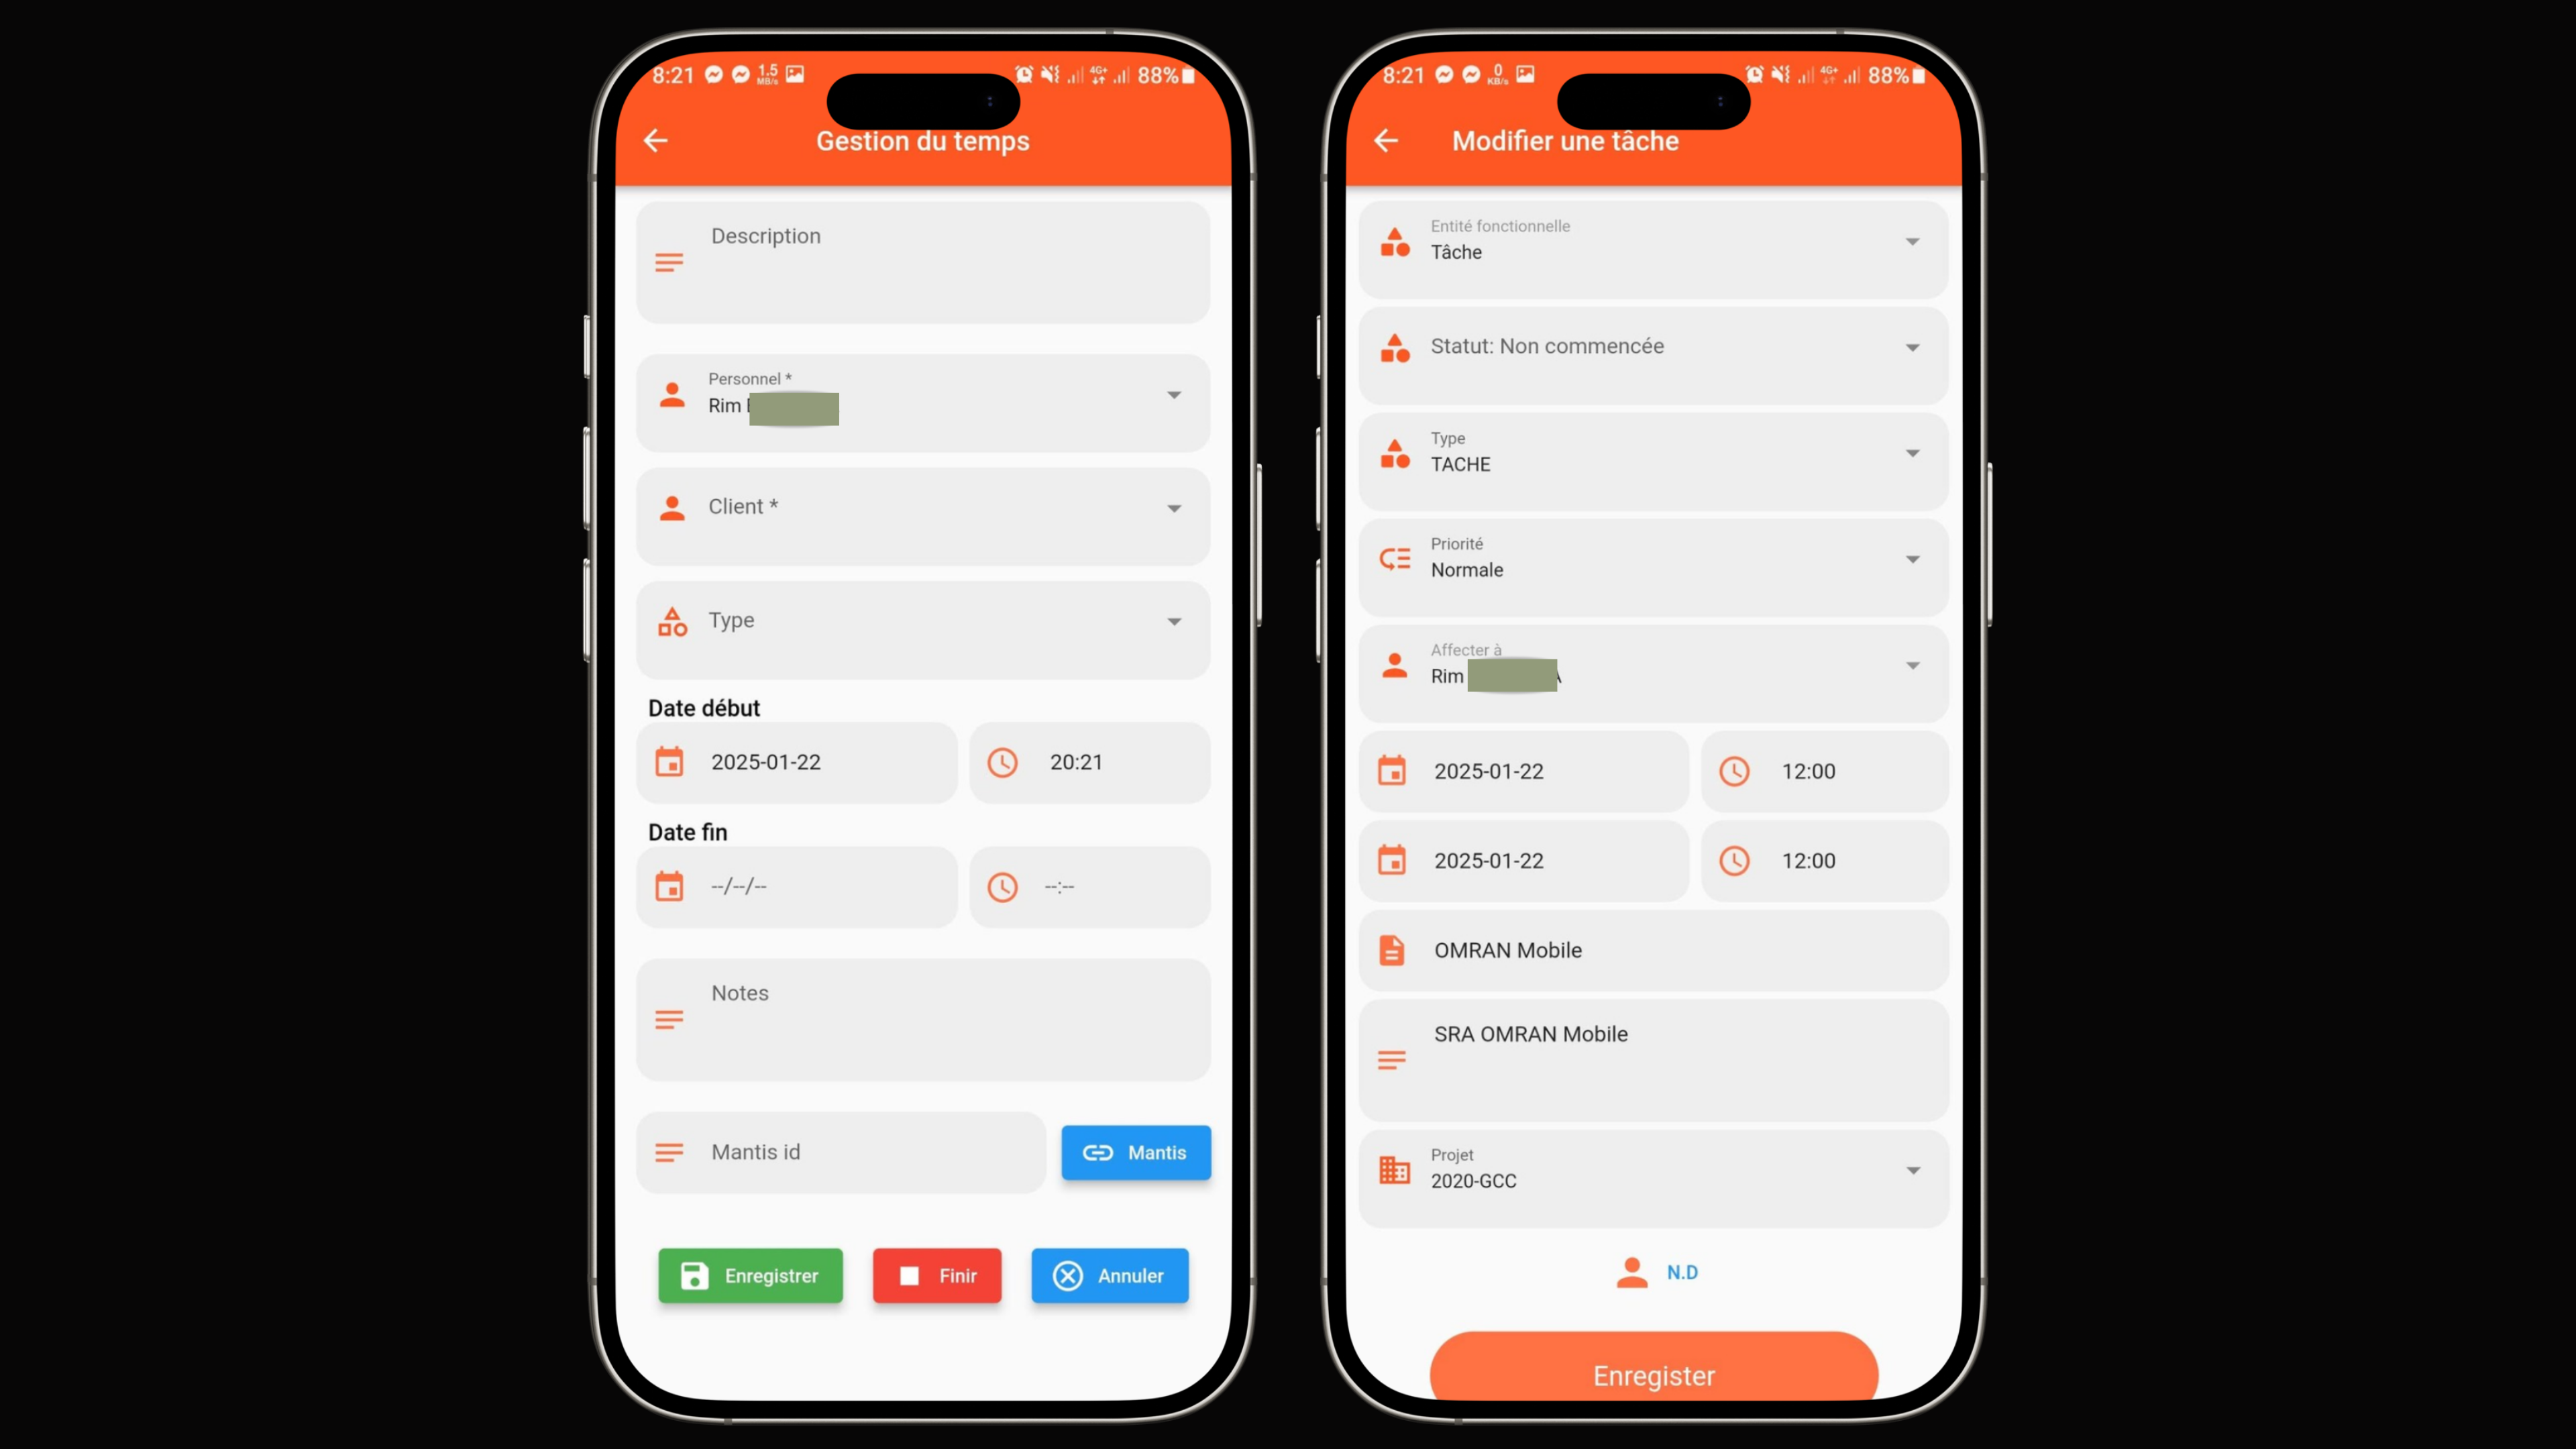 8:21 1.5 MB/s 4G+ 88%
Gestion du temps
Description
Personnel *
Rim
Client *
Type
Date début
2025-01-22 20:21
Date fin
--/--/-- --:--
Notes
Mantis id Mantis
Enregistrer Finir Annuler
8:21 0 KB/s 4G+ 88%
Modifier une tâche
Entité fonctionnelle
Tâche
Statut: Non commencée
Type
TACHE
Priorité
Normale
Affecter à
Rim
2025-01-22 12:00
2025-01-22 12:00
OMRAN Mobile
SRA OMRAN Mobile
Projet
2020-GCC
N.D
Enregister